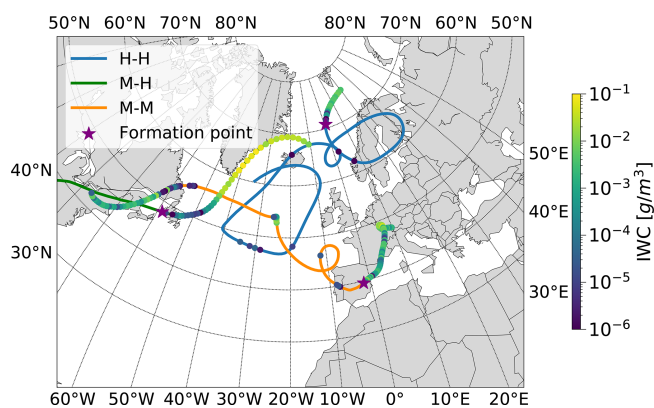 50°N 60°N 70°N 80°N 80°N 70°N 60°N 50°N
H-H
M-H
M-M
Formation point
40°N
30°N
50°E
40°E
30°E
60°W 50°W 40°W 30°W 20°W 10°W 0° 10°E 20°E
10⁻¹
10⁻²
10⁻³
10⁻⁴
10⁻⁵
10⁻⁶
IWC [g/m³]